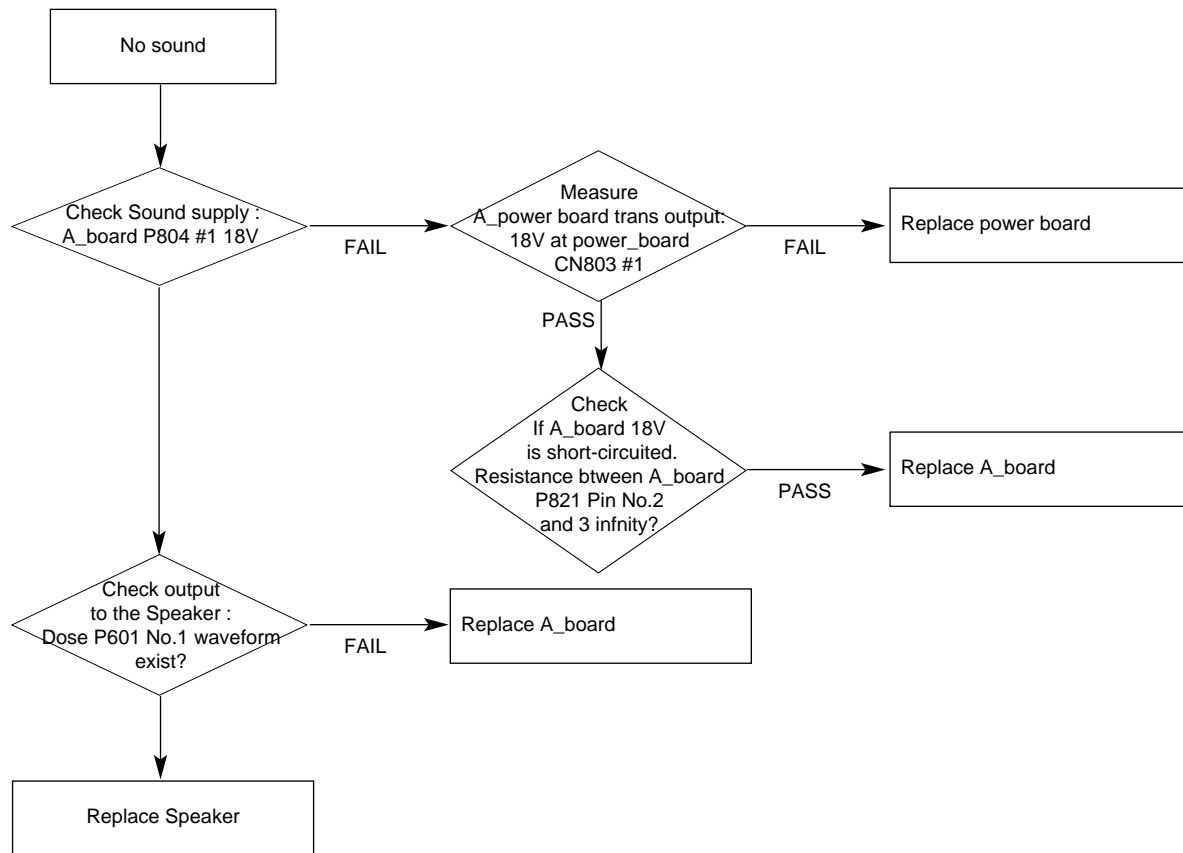 No sound
Check Sound supply :
A_board P804 #1 18V
FAIL
Measure
A_power board trans output:
18V at power_board
CN803 #1
FAIL
Replace power board
PASS
Check
If A_board 18V
is short-circuited.
Resistance btween A_board
P821 Pin No.2
and 3 infnity?
PASS
Replace A_board
Check output
to the Speaker :
Dose P601 No.1 waveform
exist?
FAIL
Replace A_board
Replace Speaker